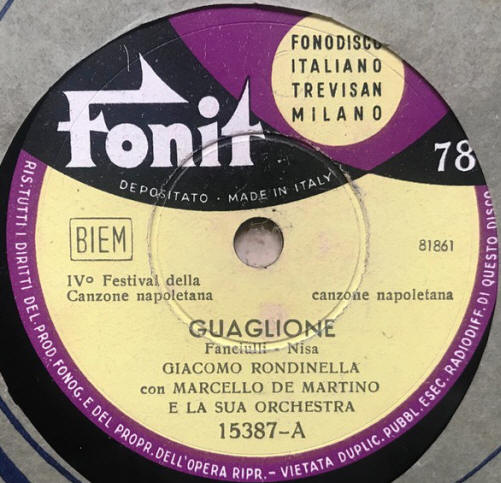 FONODISCO
ITALIANO
TREVISAN
MILANO
Fonit
DEPOSITATO · MADE IN ITALY
78
BIEM
81861
IVº Festival della
Canzone napoletana
canzone napoletana
GUAGLIONE
Fanciulli - Nisa
GIACOMO RONDINELLA
con MARCELLO DE MARTINO
E LA SUA ORCHESTRA
15387-A
RIS. TUTTI I DIRITTI DEL. PROD. FONOG. E DEL PROPR. DELL'OPERA RIPR. - VIETATA DUPLIC. PUBBL. ESEC. RADIODIFF. DI QUESTO DISCO